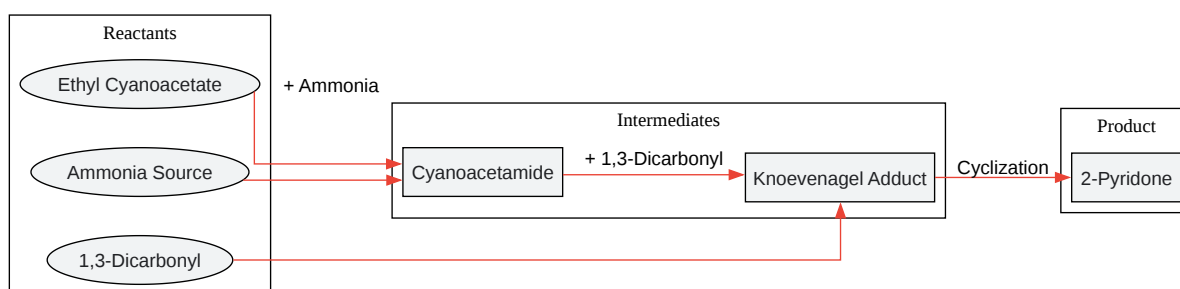 Reactants
Ethyl Cyanoacetate
+ Ammonia
Ammonia Source
1,3-Dicarbonyl
Intermediates
Cyanoacetamide
+ 1,3-Dicarbonyl
Knoevenagel Adduct
Cyclization
Product
2-Pyridone